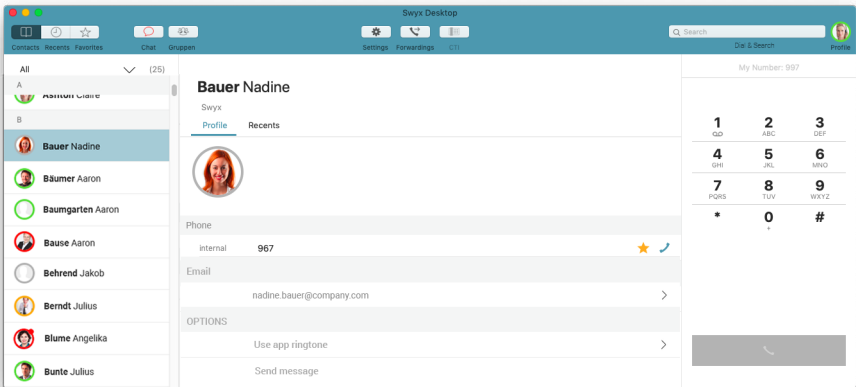 Swyx Desktop
Contacts Recents Favorites Chat Gruppen Settings Forwardings CTI Search Dial & Search Profile
All (25)
A
Ashton Claire
B
Bauer Nadine
Bäumer Aaron
Baumgarten Aaron
Bause Aaron
Behrend Jakob
Berndt Julius
Blume Angelika
Bunte Julius
Bauer Nadine
Swyx
Profile Recents
Phone
internal 967
Email
nadine.bauer@company.com
OPTIONS
Use app ringtone
Send message
My Number: 997
1 2 3
ABC DEF
4 5 6
GHI JKL MNO
7 8 9
PQRS TUV WXYZ
* 0 #
+